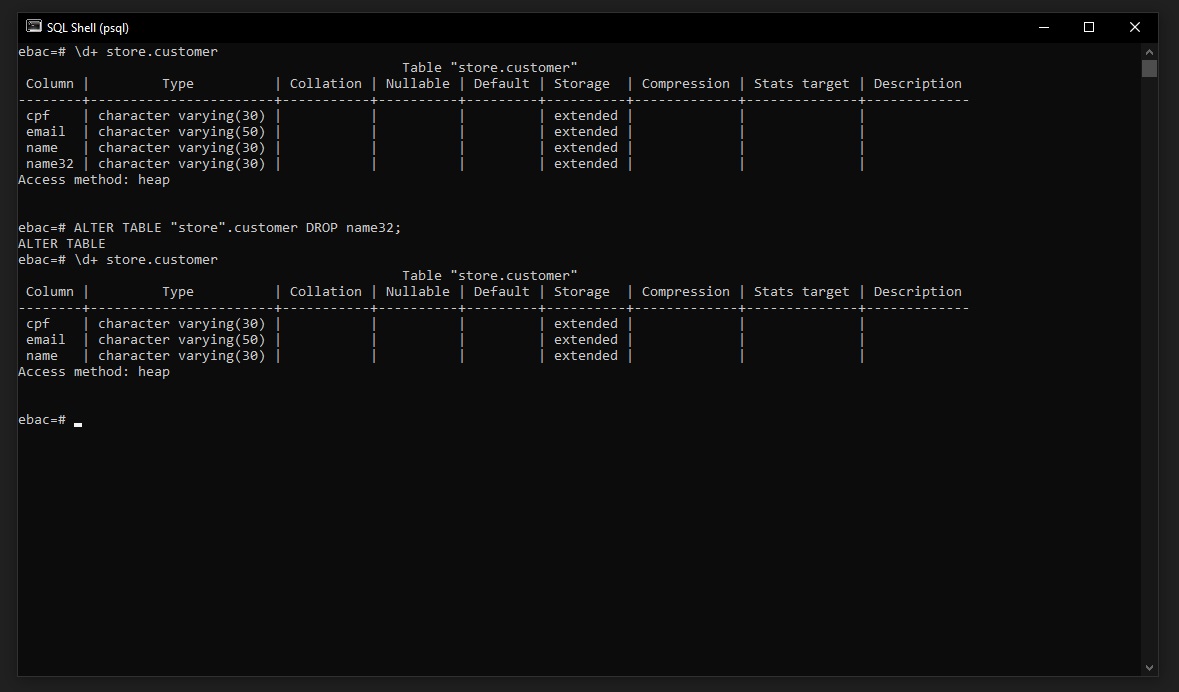 SQL Shell (psql)
ebac=# \d+ store.customer
                                                Table "store.customer"
 Column |         Type          | Collation | Nullable | Default | Storage  | Compression | Stats target | Description
--------+-----------------------+-----------+----------+---------+----------+-------------+--------------+-------------
 cpf    | character varying(30) |           |          |         | extended |             |              |
 email  | character varying(50) |           |          |         | extended |             |              |
 name   | character varying(30) |           |          |         | extended |             |              |
 name32 | character varying(30) |           |          |         | extended |             |              |
Access method: heap
ebac=# ALTER TABLE "store".customer DROP name32;
ALTER TABLE
ebac=# \d+ store.customer
                                                Table "store.customer"
 Column |         Type          | Collation | Nullable | Default | Storage  | Compression | Stats target | Description
--------+-----------------------+-----------+----------+---------+----------+-------------+--------------+-------------
 cpf    | character varying(30) |           |          |         | extended |             |              |
 email  | character varying(50) |           |          |         | extended |             |              |
 name   | character varying(30) |           |          |         | extended |             |              |
Access method: heap
ebac=#